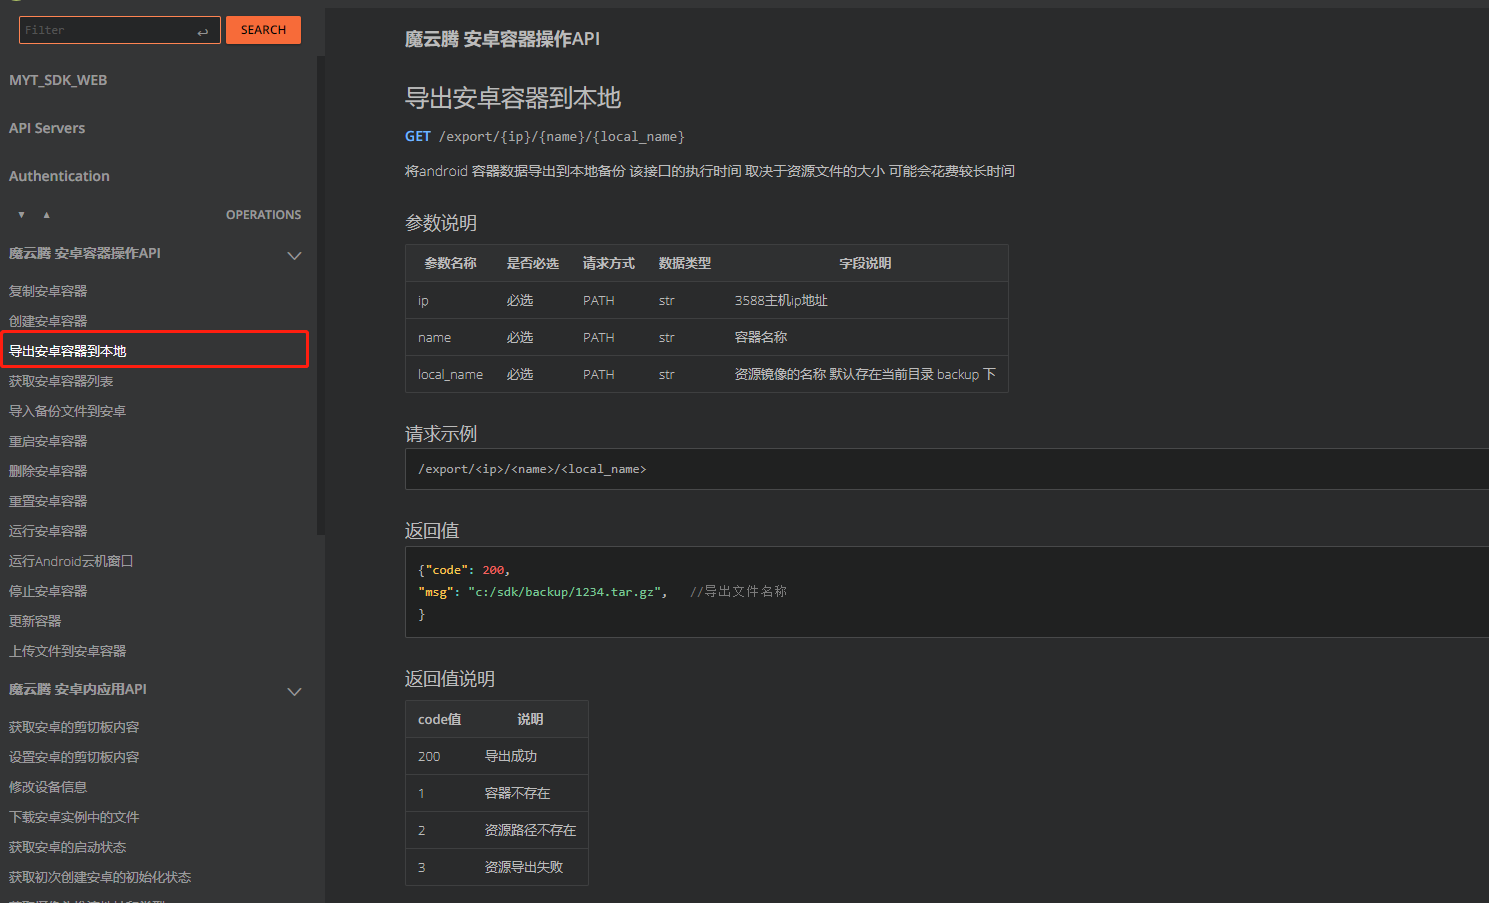 Filter
SEARCH
MYT_SDK_WEB
API Servers
Authentication
OPERATIONS
魔云腾 安卓容器操作API
复制安卓容器
创建安卓容器
导出安卓容器到本地
获取安卓容器列表
导入备份文件到安卓
重启安卓容器
删除安卓容器
重置安卓容器
运行安卓容器
运行Android云机窗口
停止安卓容器
更新容器
上传文件到安卓容器
魔云腾 安卓内应用API
获取安卓的剪切板内容
设置安卓的剪切板内容
修改设备信息
下载安卓实例中的文件
获取安卓的启动状态
获取初次创建安卓的初始化状态
魔云腾 安卓容器操作API
导出安卓容器到本地
GET /export/{ip}/{name}/{local_name}
将android 容器数据导出到本地备份 该接口的执行时间 取决于资源文件的大小 可能会花费较长时间
参数说明
参数名称 是否必选 请求方式 数据类型 字段说明
ip 必选 PATH str 3588主机ip地址
name 必选 PATH str 容器名称
local_name 必选 PATH str 资源镜像的名称 默认存在当前目录 backup 下
请求示例
/export/<ip>/<name>/<local_name>
返回值
{"code": 200,
"msg": "c:/sdk/backup/1234.tar.gz", //导出文件名称
}
返回值说明
code值 说明
200 导出成功
1 容器不存在
2 资源路径不存在
3 资源导出失败